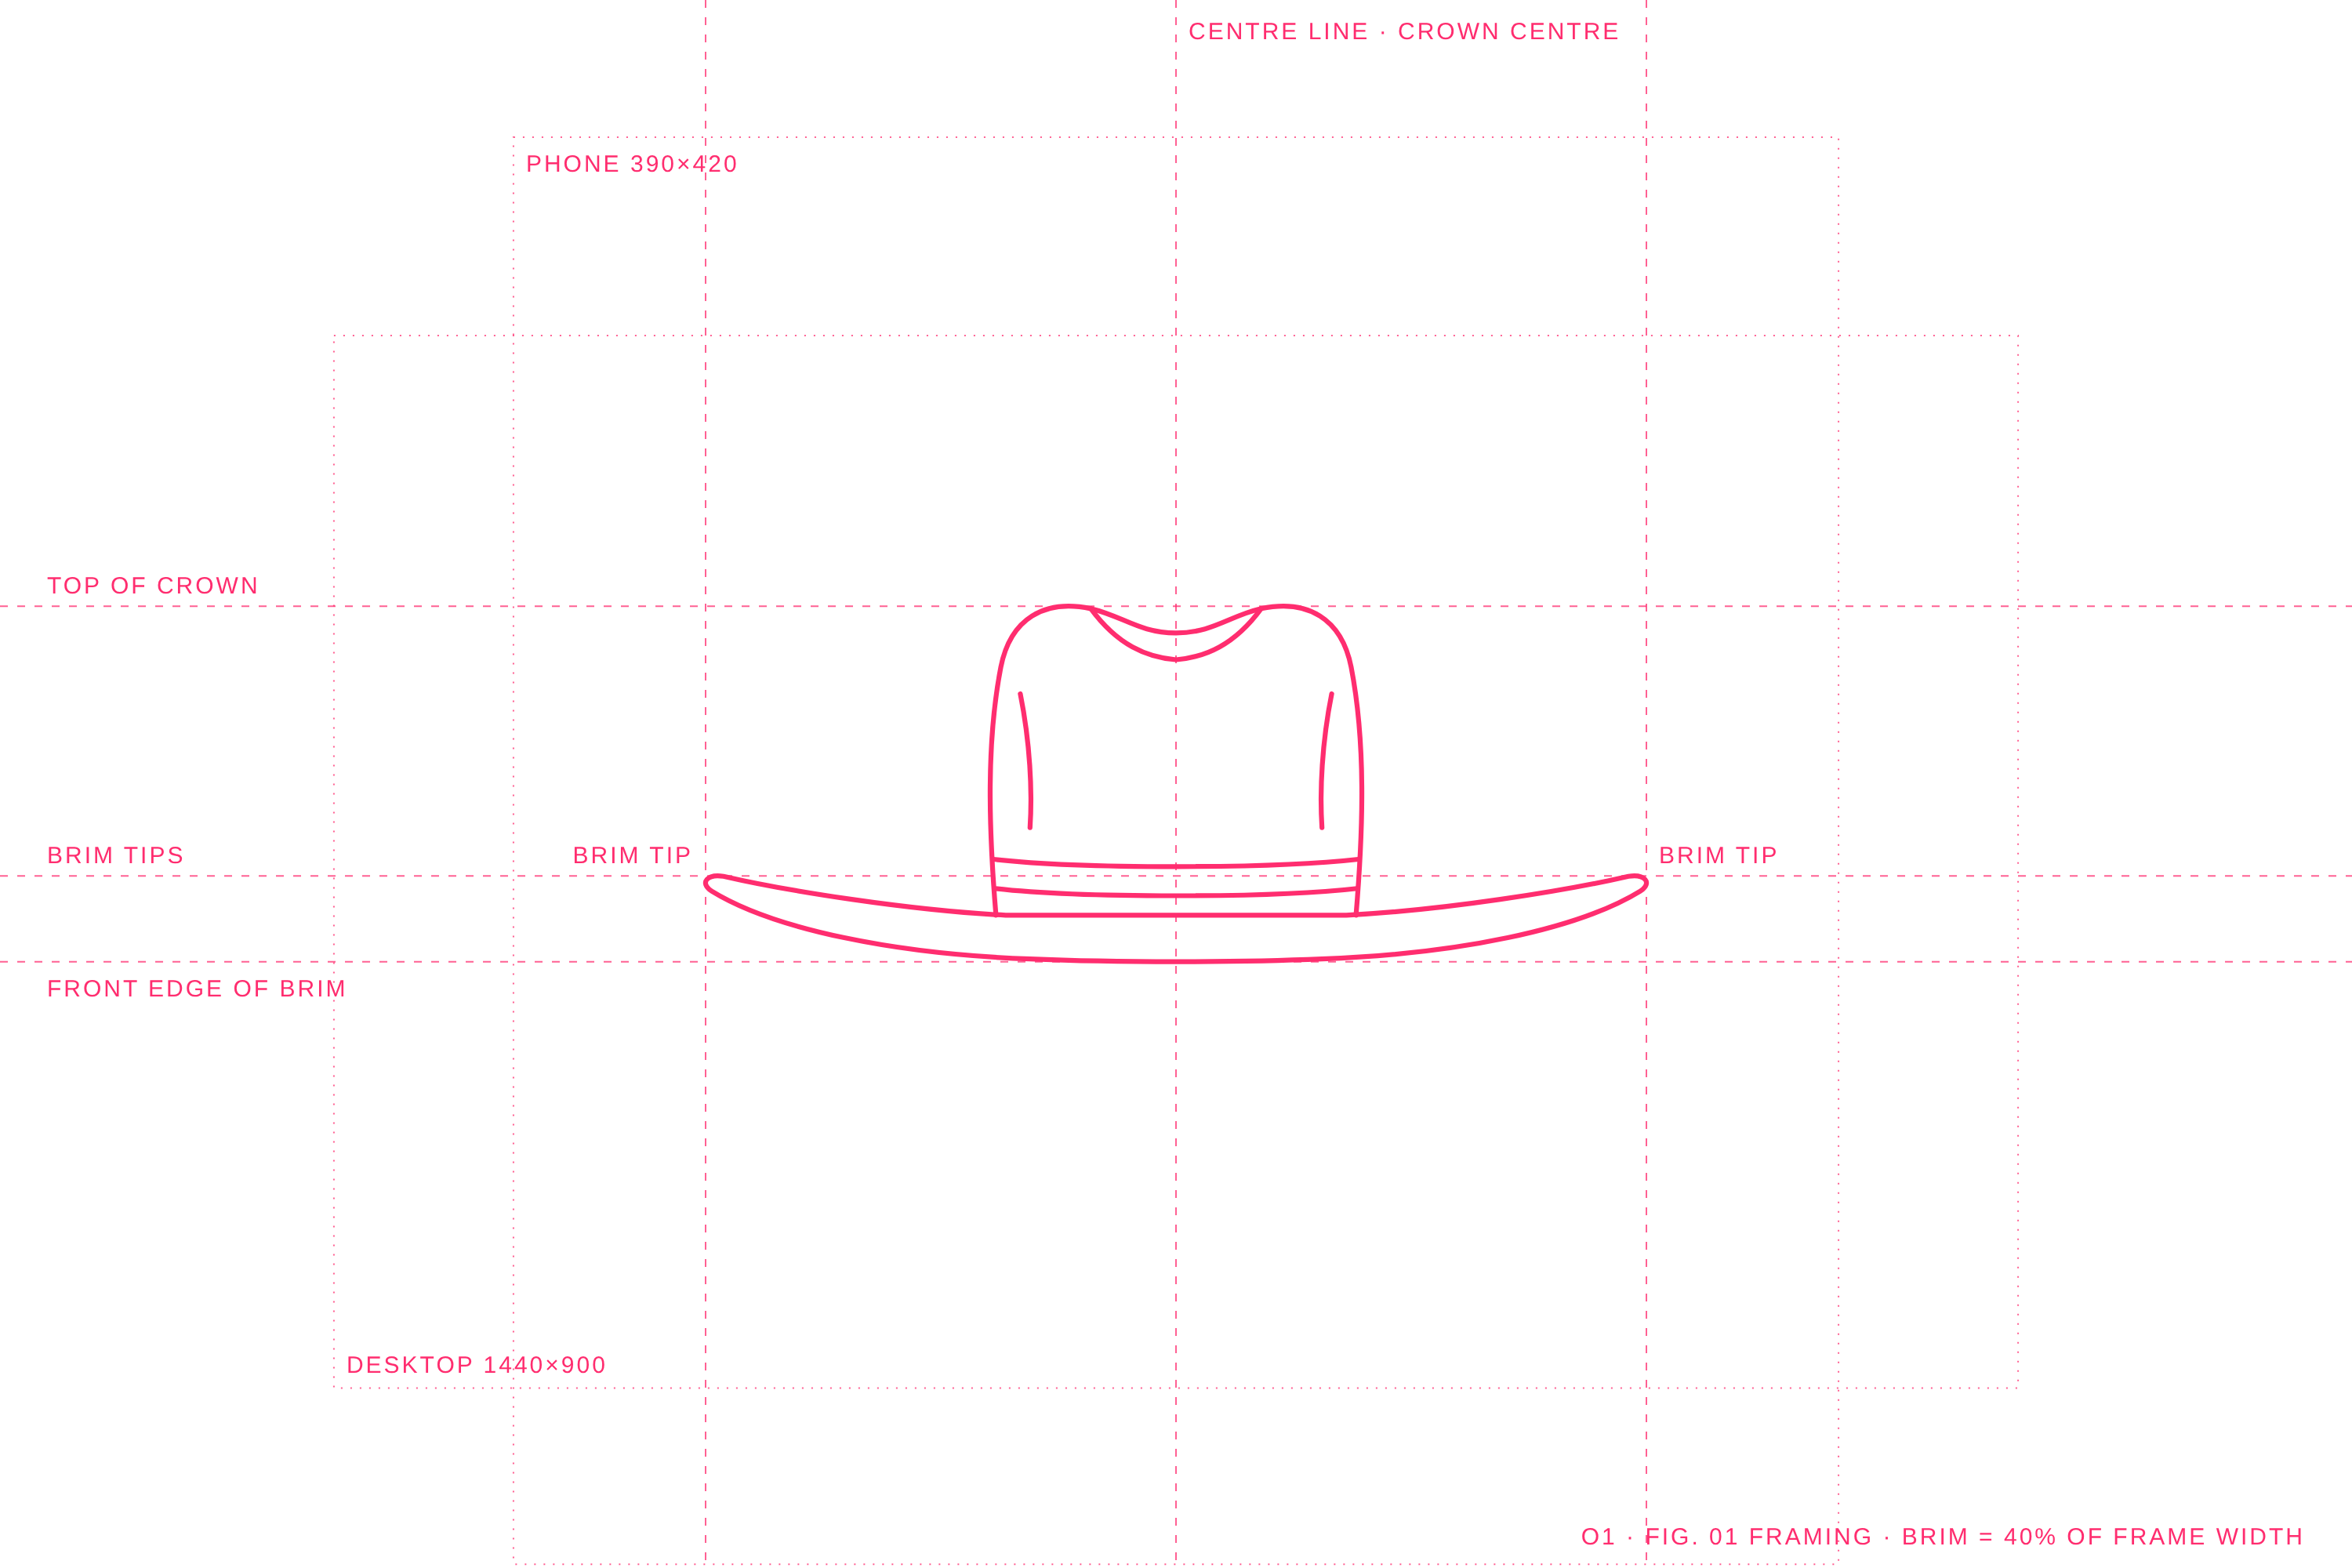 CENTRE LINE · CROWN CENTRE
PHONE 390×420
TOP OF CROWN
BRIM TIPS
BRIM TIP
BRIM TIP
FRONT EDGE OF BRIM
DESKTOP 1440×900
O1 · FIG. 01 FRAMING · BRIM = 40% OF FRAME WIDTH